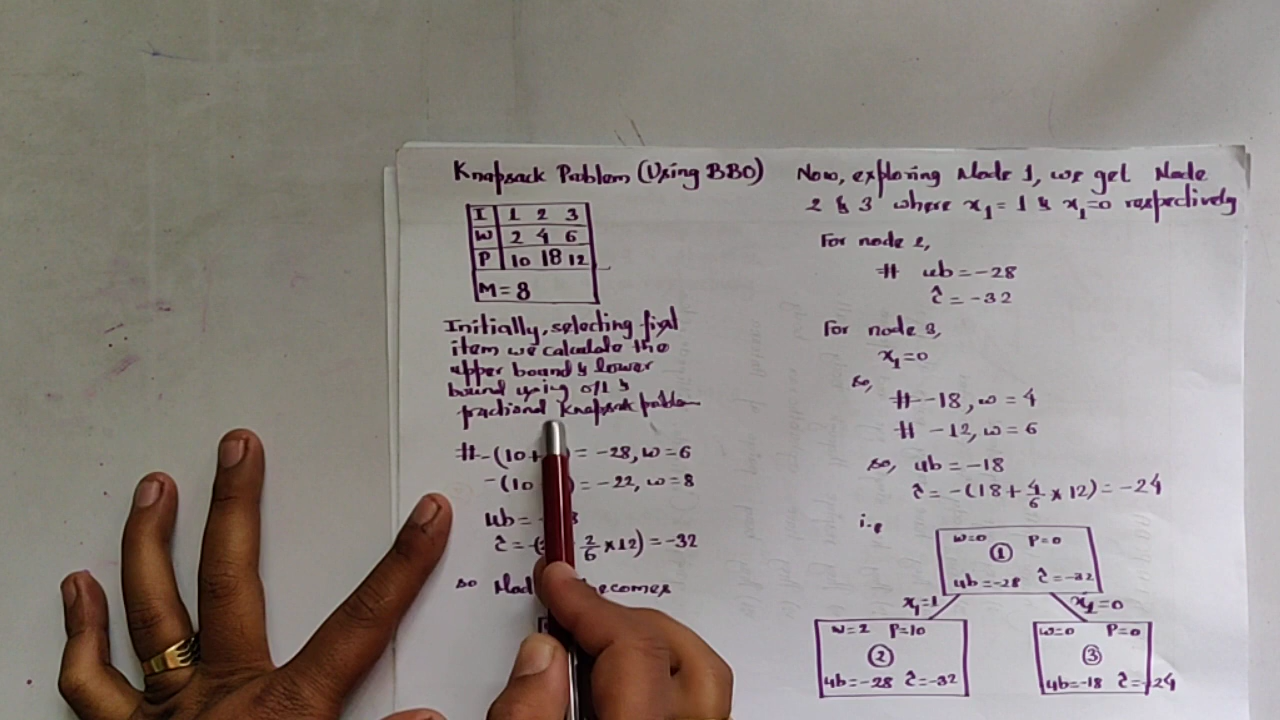 Knapsack Problem (Using BBO)
I 1 2 3
W 2 4 6
P 10 18 12
M = 8
Initially, selecting first
item we calculate the
upper bound & lower
bound using 0/1 &
fractional Knapsack problem
# -(10+ = -28, w = 6
-(10 = -22, w = 8
ub = - 8
ĉ = -( 2/6 × 12) = -32
so Nod becomes
Now, exploring Node 1, we get Node
2 & 3 where x₁ = 1 & x₁ = 0 respectively
For node 2,
# ub = -28
ĉ = -32
For node 3,
x₁ = 0
so,
# -18, w = 4
# -12, w = 6
so, ub = -18
ĉ = -(18 + 4/6 × 12) = -24
i.e
w=0 P=0
①
ub=-28 ĉ=-32
x₁=1 x₁=0
w=2 P=10
②
ub=-28 ĉ=-32
w=0 P=0
③
ub=-18 ĉ=-24